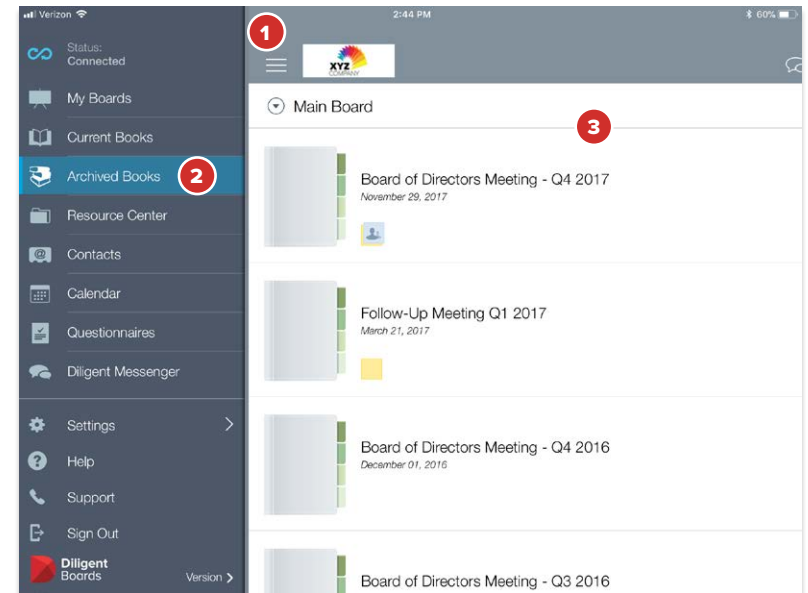 Verizon
2:44 PM
60%
1
Status:
Connected
XYZ
COMPANY
My Boards
Main Board
Current Books
3
Archived Books
2
Board of Directors Meeting - Q4 2017
November 29, 2017
Resource Center
Contacts
Calendar
Follow-Up Meeting Q1 2017
March 21, 2017
Questionnaires
Diligent Messenger
Settings
Board of Directors Meeting - Q4 2016
December 01, 2016
Help
Support
Sign Out
Diligent
Boards
Version
Board of Directors Meeting - Q3 2016